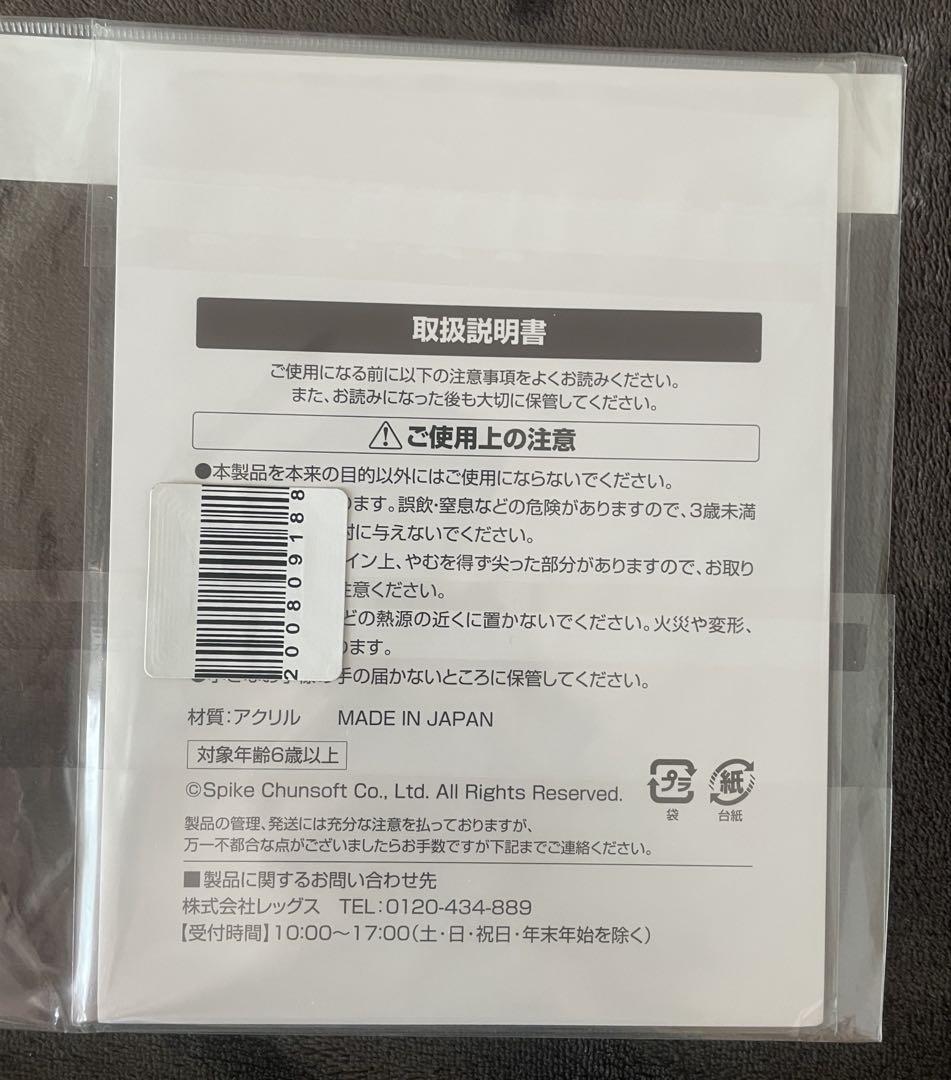 取扱説明書
ご使用になる前に以下の注意事項をよくお読みください。
また、お読みになった後も大切に保管してください。
ご使用上の注意
●本製品を本来の目的以外にはご使用にならないでください。
ります。誤飲・窒息などの危険がありますので、3歳未満
対に与えないでください。
イン上、やむを得ず尖った部分がありますので、お取り
注意ください。
どの熱源の近くに置かないでください。火災や変形、
ります。
手の届かないところに保管してください。
200809188
材質：アクリル MADE IN JAPAN
対象年齢6歳以上
©Spike Chunsoft Co., Ltd. All Rights Reserved.
プラ
袋
紙
台紙
製品の管理、発送には充分な注意を払っておりますが、
万一不都合な点がございましたらお手数ですが下記までご連絡ください。
■製品に関するお問い合わせ先
株式会社レッグス TEL：0120-434-889
【受付時間】10:00～17:00（土・日・祝日・年末年始を除く）